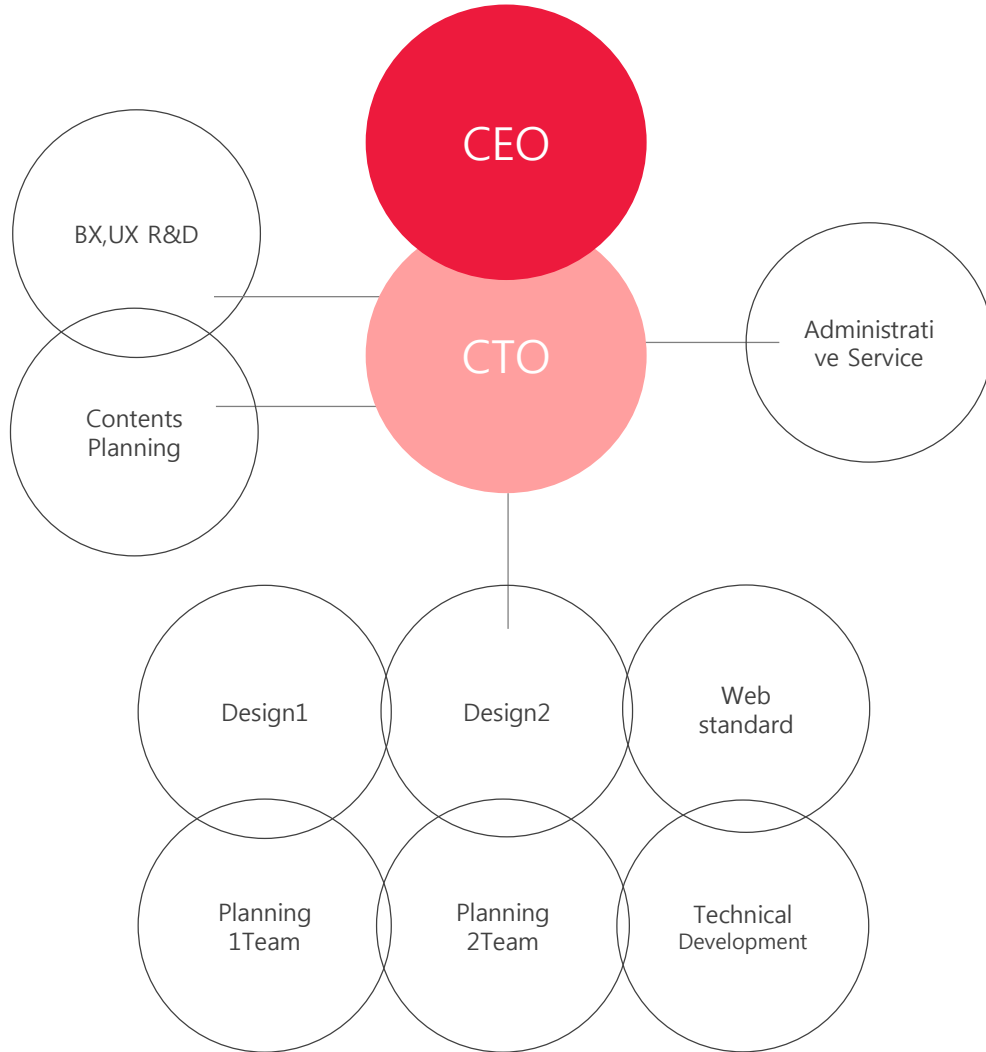 CEO
BX,UX R&D
CTO
Administrati
ve Service
Contents
Planning
Design1
Design2
Web
standard
Planning
1Team
Planning
2Team
Technical
Development